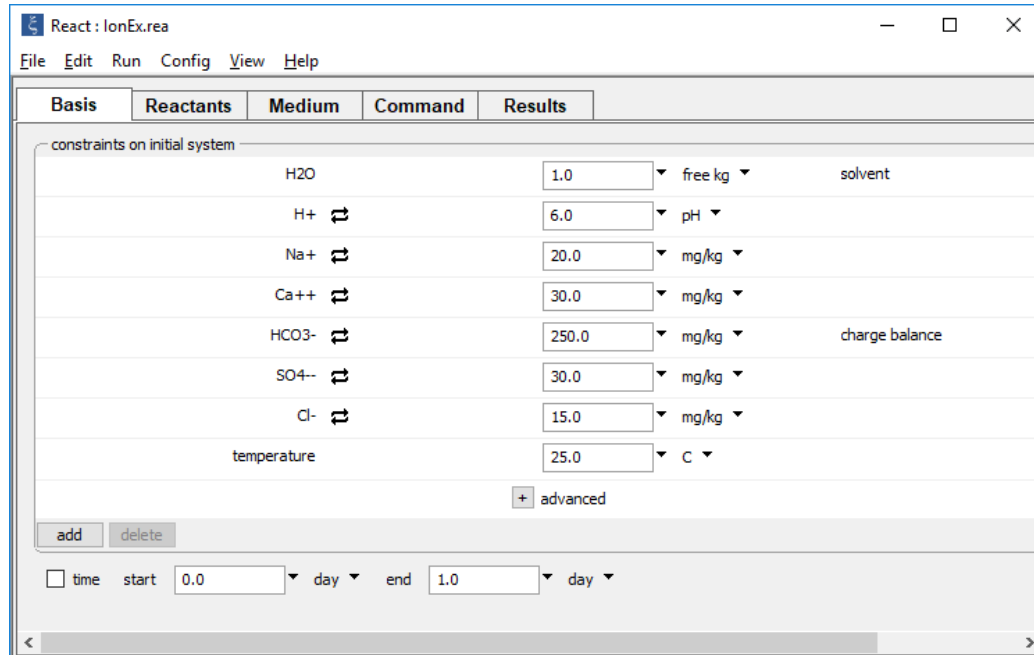 React : IonEx.rea
File Edit Run Config View Help
Basis Reactants Medium Command Results
constraints on initial system
H2O 1.0 free kg solvent
H+ 6.0 pH
Na+ 20.0 mg/kg
Ca++ 30.0 mg/kg
HCO3- 250.0 mg/kg charge balance
SO4-- 30.0 mg/kg
Cl- 15.0 mg/kg
temperature 25.0 C
+ advanced
add delete
time start 0.0 day end 1.0 day